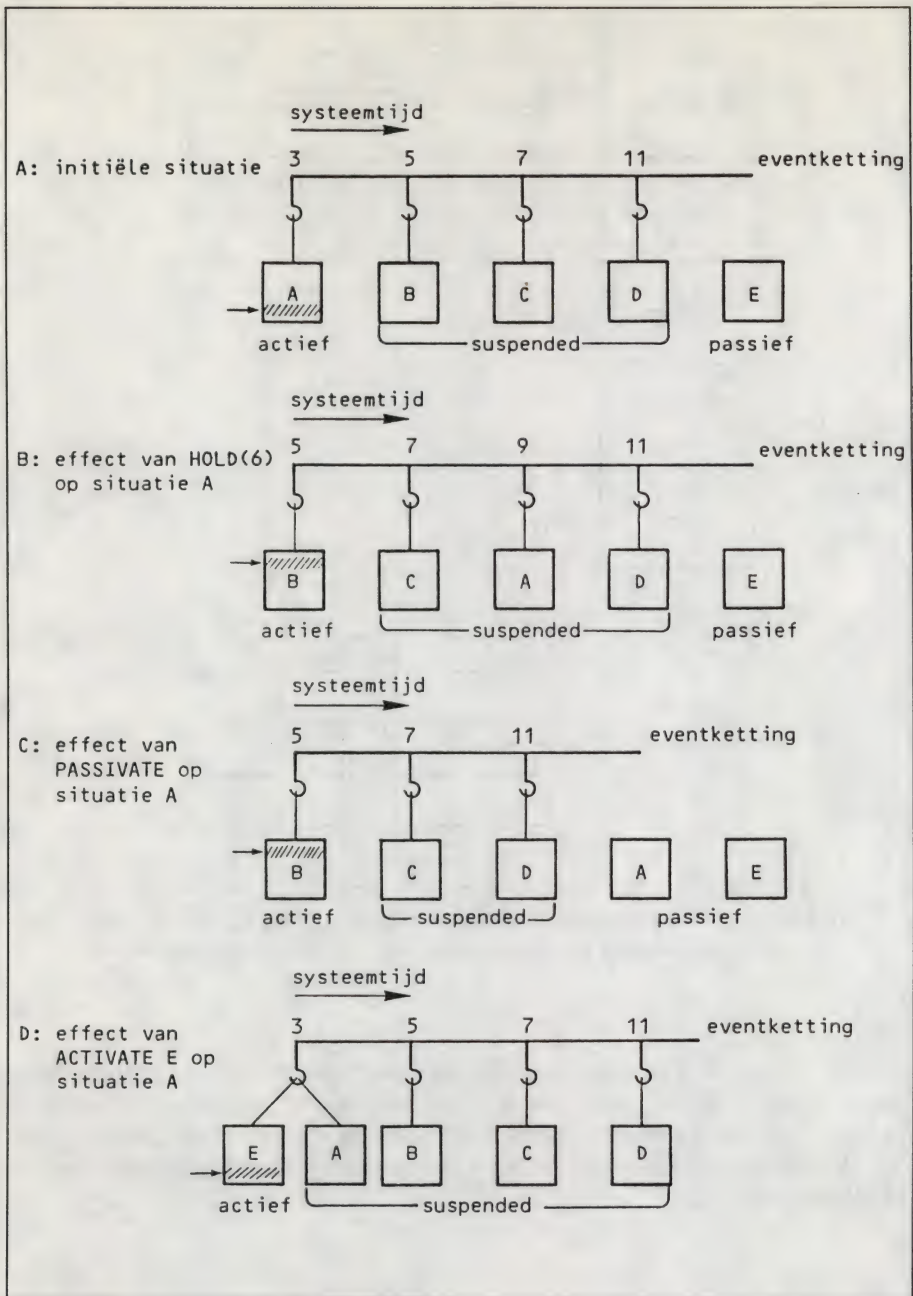 systeemtijd
3 5 7 11 eventketting
A: initiële situatie
A B C D E
actief suspended passief
systeemtijd
5 7 9 11 eventketting
B: effect van HOLD(6)
op situatie A
B C A D E
actief suspended passief
systeemtijd
5 7 11 eventketting
C: effect van
PASSIVATE op
situatie A
B C D A E
actief suspended passief
systeemtijd
3 5 7 11 eventketting
D: effect van
ACTIVATE E op
situatie A
E A B C D
actief suspended